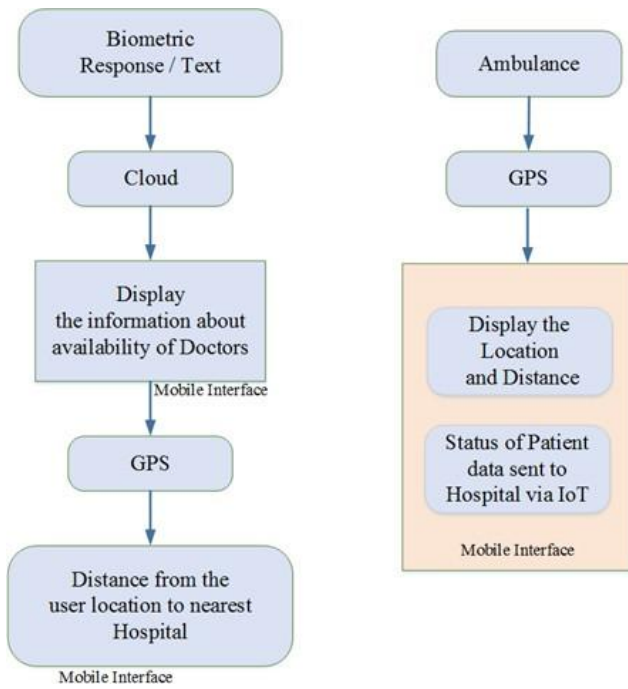 Biometric
Response / Text
Cloud
Display
the information about
availability of Doctors
Mobile Interface
GPS
Distance from the
user location to nearest
Hospital
Mobile Interface
Ambulance
GPS
Display the
Location
and Distance
Status of Patient
data sent to
Hospital via IoT
Mobile Interface